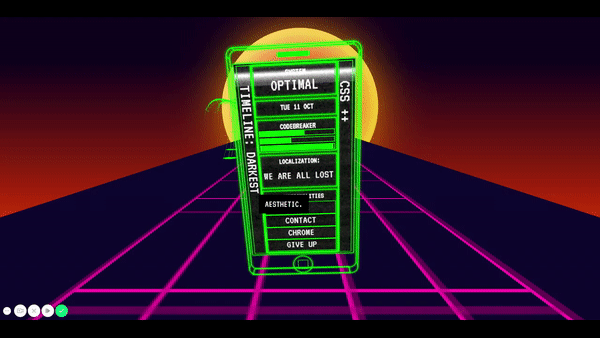 OPTIMAL
TUE 11 OCT
CODEBREAKER
LOCALIZATION:
WE ARE ALL LOST
AESTHETIC.
CONTACT
CHROME
GIVE UP
TIMELINE: DARKEST
CSS ++